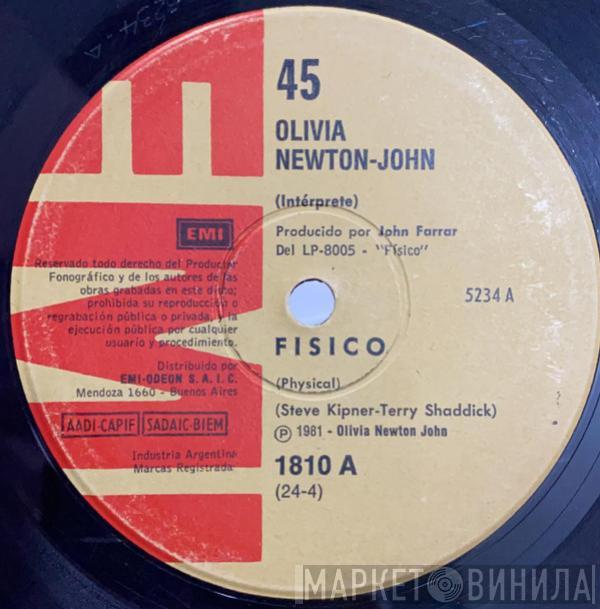 45
OLIVIA
NEWTON-JOHN
(Intérprete)
Producido por John Farrar
Del LP-8005 - "Físico"
EMI
Reservado todo derecho del Productor
Fonográfico y de los autores de las
obras grabadas en este disco;
prohibida su reproducción o
regrabación pública o privada, y la
ejecución pública por cualquier
usuario y procedimiento.
Distribuido por
EMI-ODEON S. A. I. C.
Mendoza 1660 - Buenos Aires
AADI-CAPIF SADAIC-BIEM
Industria Argentina
Marcas Registradas
5234 A
FISICO
(Physical)
(Steve Kipner-Terry Shaddick)
Ⓟ 1981 - Olivia Newton John
1810 A
(24-4)
МАРКЕТ ВИНИЛА